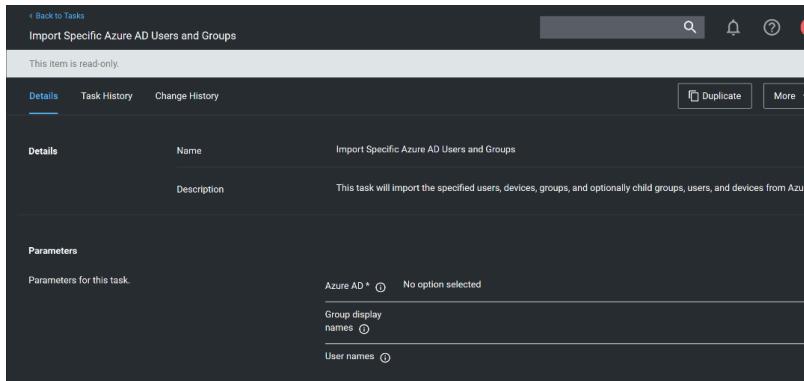 Back to Tasks
Import Specific Azure AD Users and Groups
This item is read-only.
Details Task History Change History Duplicate More
Details Name Import Specific Azure AD Users and Groups
Description This task will import the specified users, devices, groups, and optionally child groups, users, and devices from Azu
Parameters
Parameters for this task.
Azure AD * No option selected
Group display
names
User names